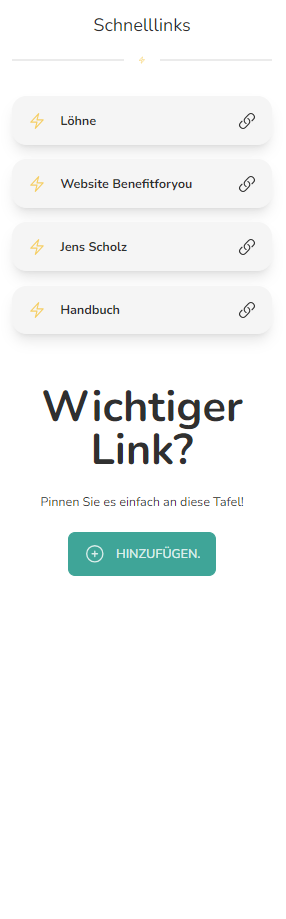 Schnelllinks
Löhne
Website Benefitforyou
Jens Scholz
Handbuch
Wichtiger
Link?
Pinnen Sie es einfach an diese Tafel!
HINZUFÜGEN.